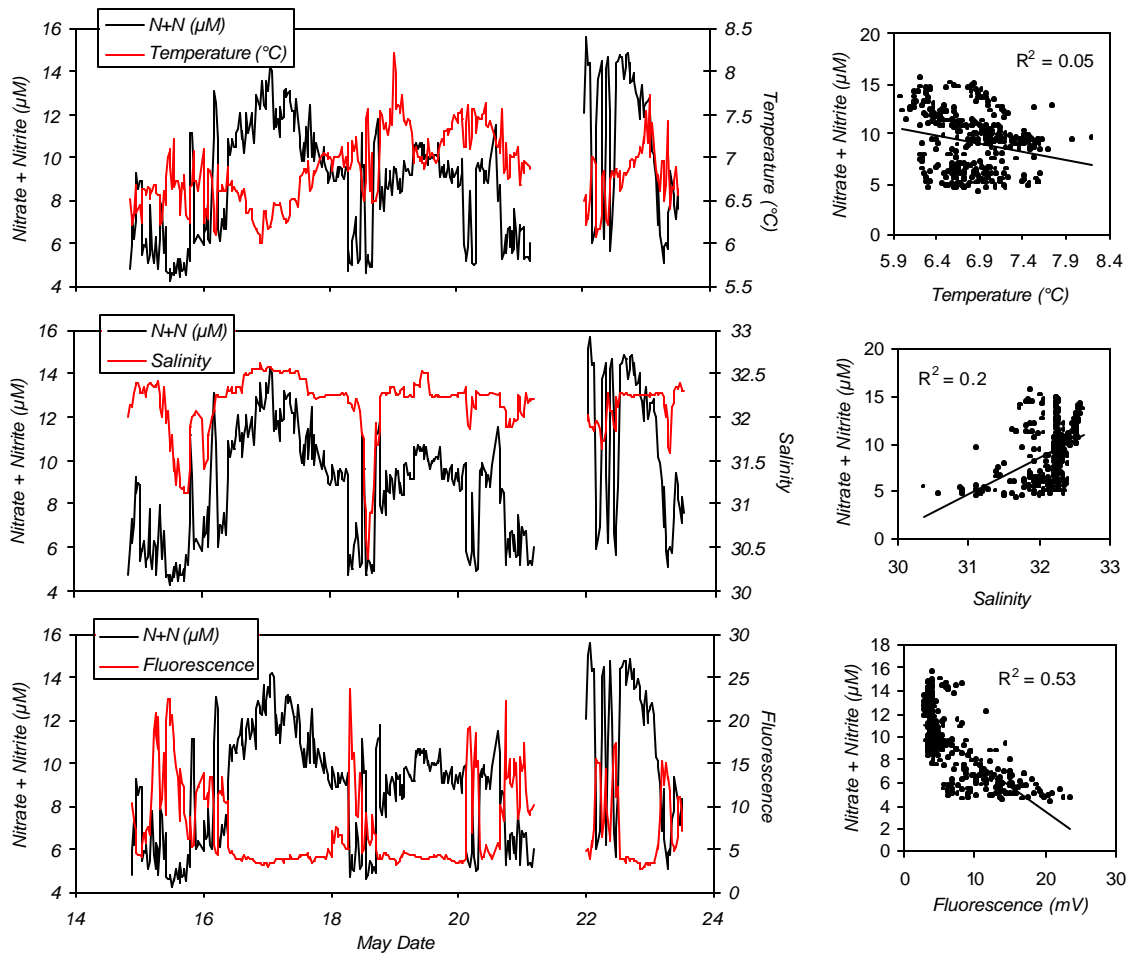 N+N (µM)
Temperature (°C)
Nitrate + Nitrite (µM)
16
14
12
10
8
6
4
8.5
8
7.5
7
6.5
6
5.5
Temperature (°C)
14 16 18 20 22 24
Nitrate + Nitrite (µM)
20
15
10
5
0
R² = 0.05
5.9 6.4 6.9 7.4 7.9 8.4
Temperature (°C)
N+N (µM)
Salinity
Nitrate + Nitrite (µM)
16
14
12
10
8
6
4
33
32.5
32
31.5
31
30.5
30
Salinity
Nitrate + Nitrite (µM)
20
15
10
5
0
R² = 0.2
30 31 32 33
Salinity
N+N (µM)
Fluorescence
Nitrate + Nitrite (µM)
16
14
12
10
8
6
4
30
25
20
15
10
5
0
Fluorescence
14 16 18 20 22 24
May Date
Nitrate + Nitrite (µM)
18
16
14
12
10
8
6
4
2
0
R² = 0.53
0 10 20 30
Fluorescence (mV)